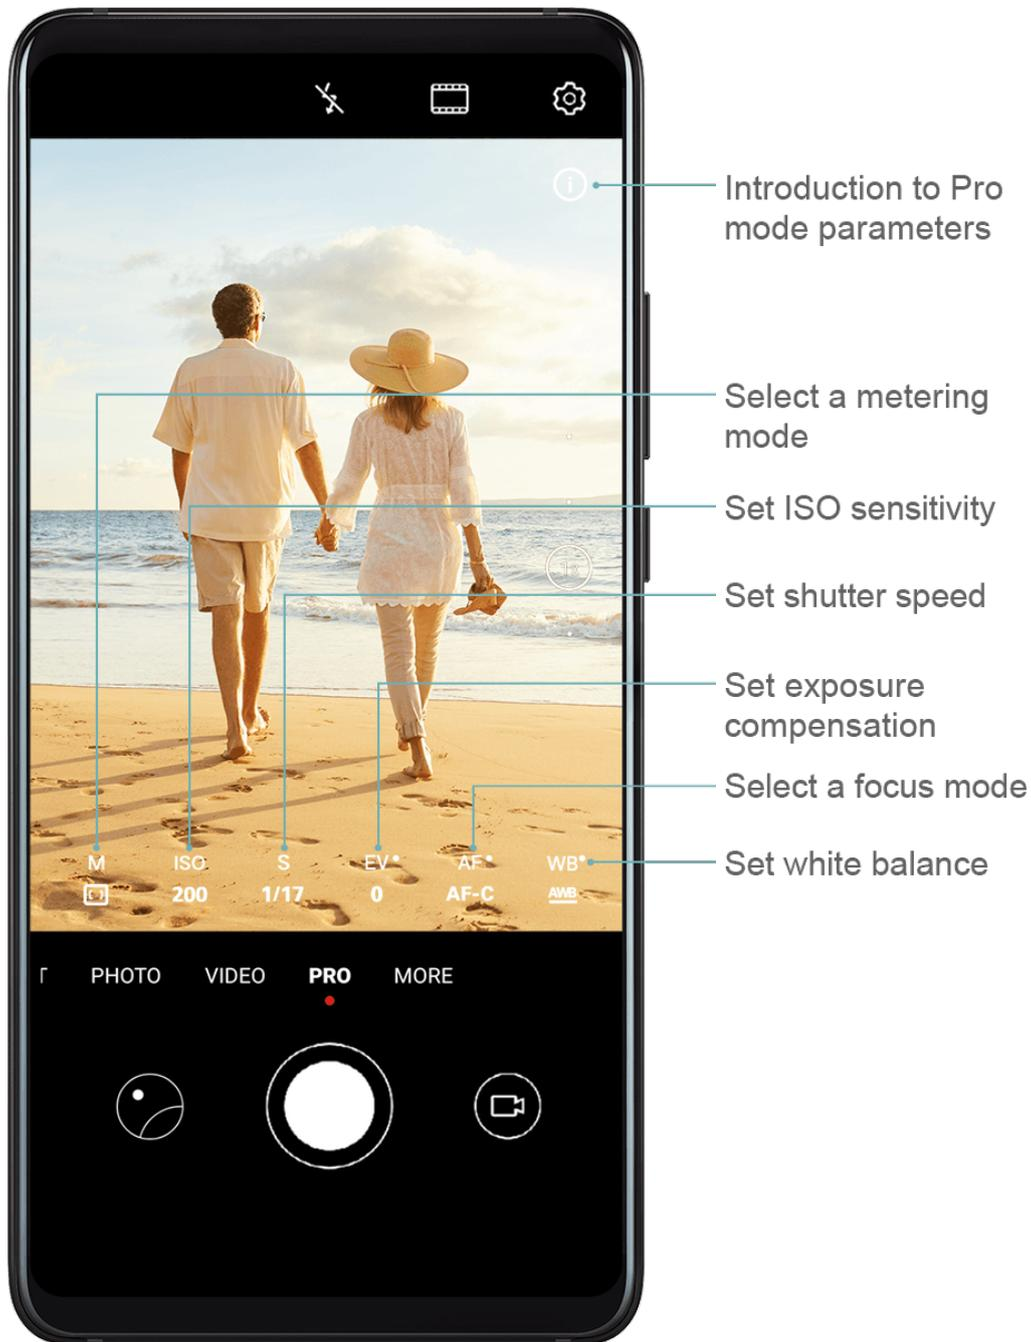 i
Introduction to Pro
mode parameters
Select a metering
mode
Set ISO sensitivity
1x
Set shutter speed
Set exposure
compensation
Select a focus mode
M ISO S EV AF WB
Set white balance
200 1/17 0 AF-C AWB
T PHOTO VIDEO PRO MORE